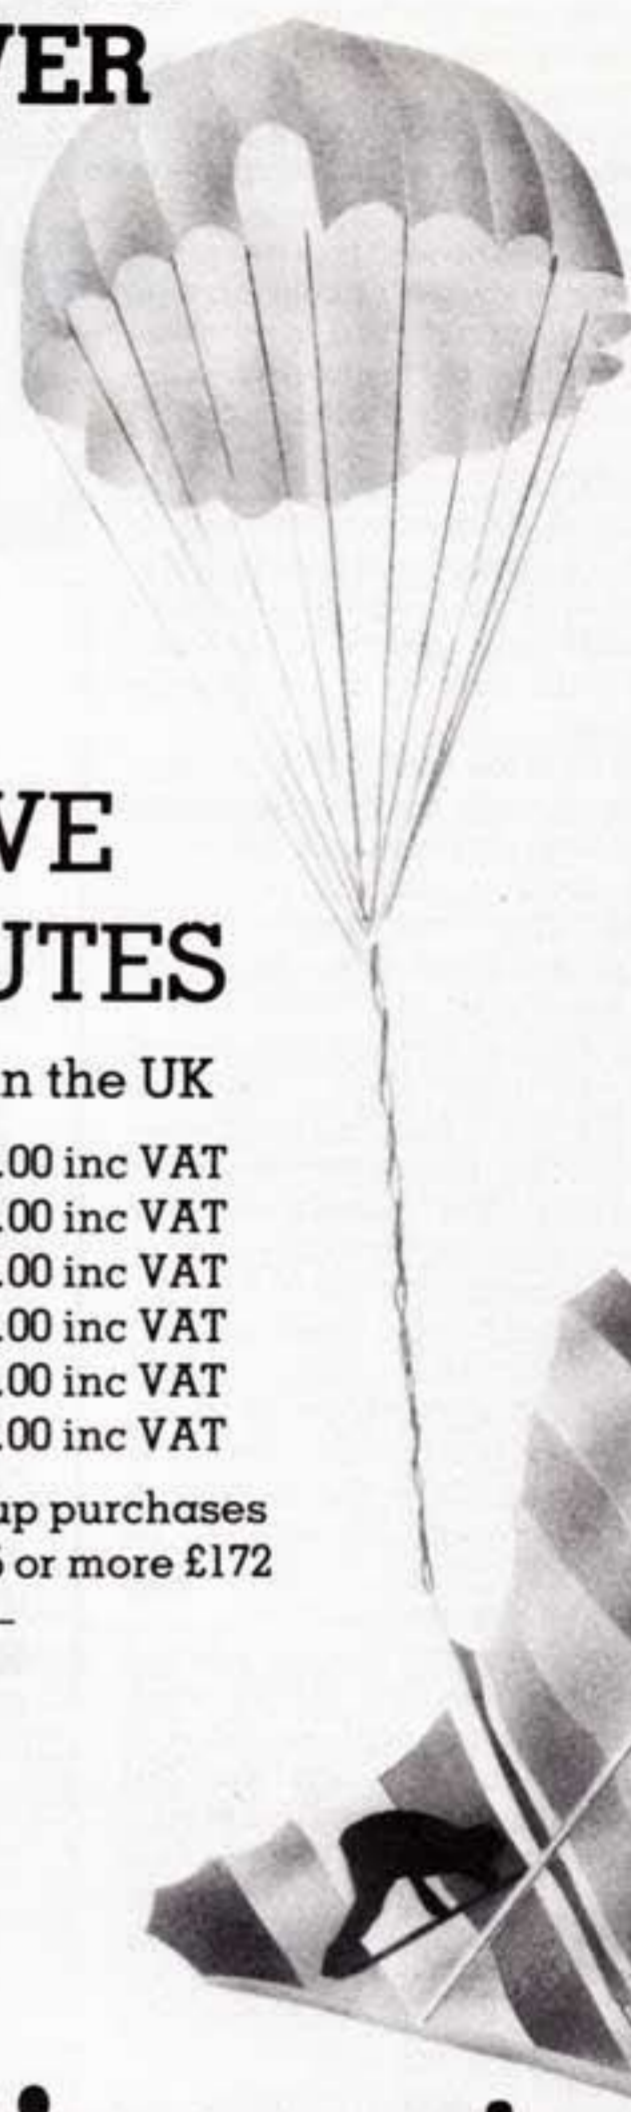 VER
VE
UTES
n the UK
.00 inc VAT
.00 inc VAT
.00 inc VAT
.00 inc VAT
.00 inc VAT
.00 inc VAT
up purchases
or more £172